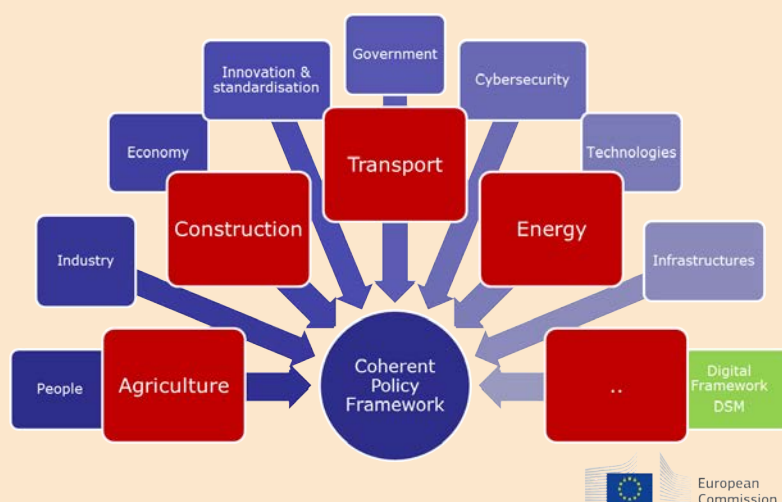 Government
Innovation &
standardisation
Cybersecurity
Economy
Transport
Technologies
Construction
Energy
Industry
Infrastructures
People
Agriculture
Coherent
Policy
Framework
..
Digital
Framework
DSM
European
Commission